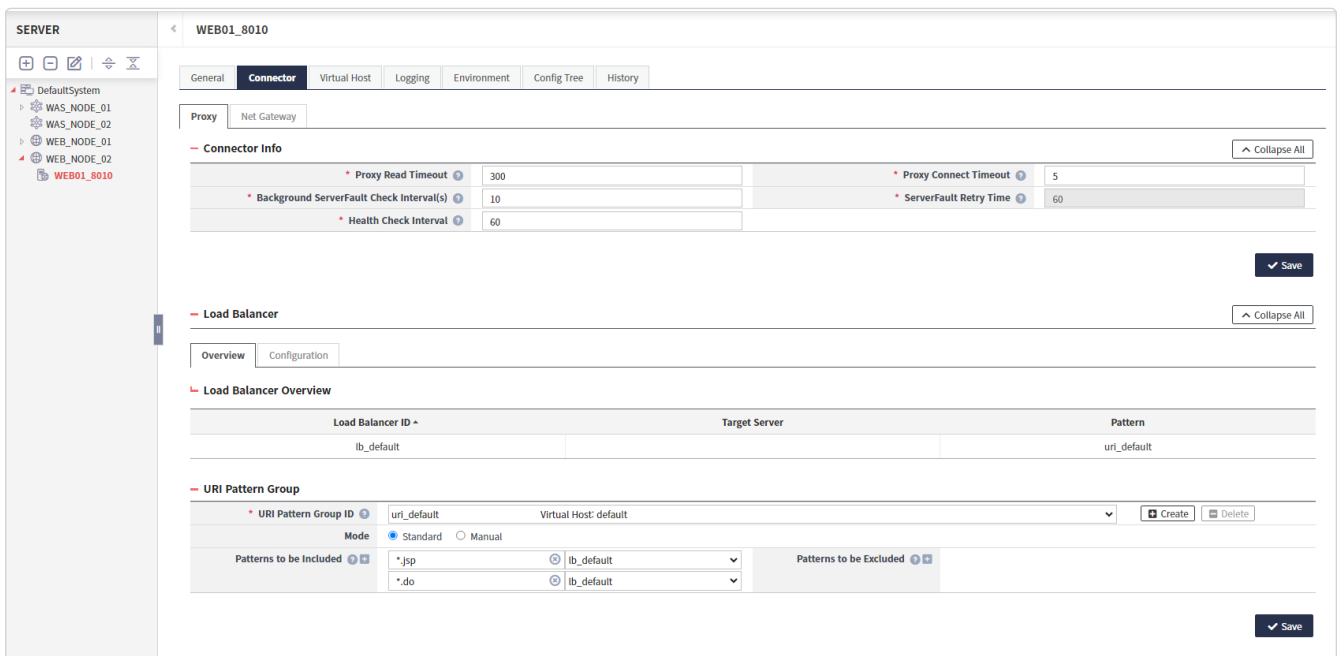 SERVER
WEB01_8010
General Connector Virtual Host Logging Environment Config Tree History
DefaultSystem
WAS_NODE_01
WAS_NODE_02
WEB_NODE_01
WEB_NODE_02
WEB01_8010
Proxy Net Gateway
Connector Info Collapse All
* Proxy Read Timeout ? 300 * Proxy Connect Timeout ? 5
* Background ServerFault Check Interval(s) ? 10 * ServerFault Retry Time ? 60
* Health Check Interval ? 60
Save
Load Balancer Collapse All
Overview Configuration
Load Balancer Overview
Load Balancer ID Target Server Pattern
lb_default uri_default
URI Pattern Group
* URI Pattern Group ID ? uri_default Virtual Host: default Create Delete
Mode Standard Manual
Patterns to be Included ? *.jsp lb_default Patterns to be Excluded ?
*.do lb_default
Save